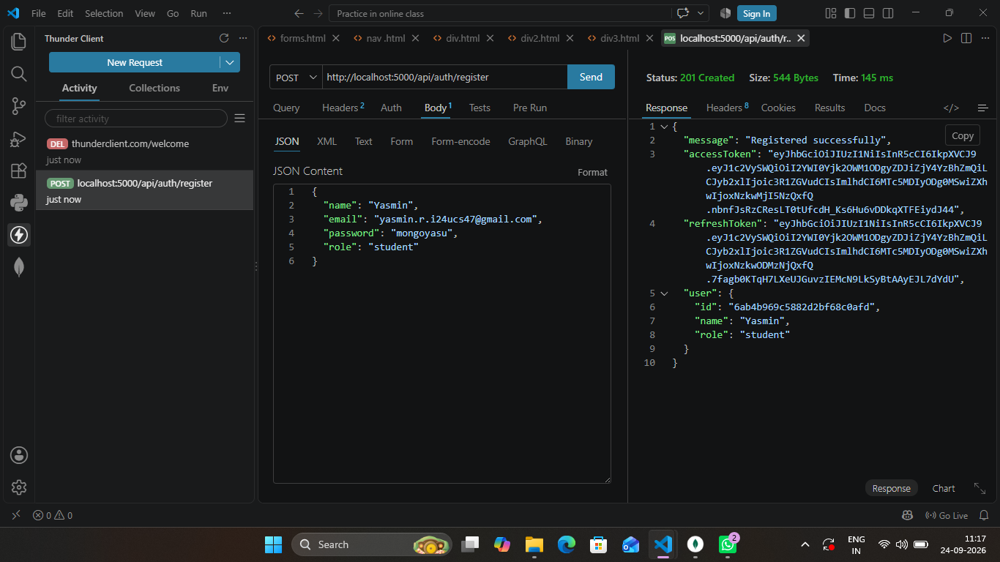 File Edit Selection View Go Run ··· Practice in online class Sign In
Thunder Client
New Request
Activity Collections Env
filter activity
DEL thunderclient.com/welcome
just now
POST localhost:5000/api/auth/register
just now
forms.html nav .html div.html div2.html div3.html POS localhost:5000/api/auth/r..
POST http://localhost:5000/api/auth/register Send
Query Headers 2 Auth Body 1 Tests Pre Run
JSON XML Text Form Form-encode GraphQL Binary
JSON Content Format
1 {
2 "name": "Yasmin",
3 "email": "yasmin.r.i24ucs47@gmail.com",
4 "password": "mongoyasu",
5 "role": "student"
6 }
Status: 201 Created Size: 544 Bytes Time: 145 ms
Response Headers 8 Cookies Results Docs </>
Copy
1 {
2 "message": "Registered successfully",
3 "accessToken": "eyJhbGciOiJIUzI1NiIsInR5cCI6IkpXVCJ9
.eyJ1c2VySWQiOiI2YWI0Yjk2OWM1ODgyZDJiZjY4YzBhZmQiL
CJyb2xlIjoic3R1ZGVudCIsImlhdCI6MTc5MDIyODg0MSwiZXh
wIjoxNzkwMjI5NzQxfQ
.nbnfJsRzCResLT0tUfcdH_Ks6Hu6vDDkqXTFEiydJ44",
4 "refreshToken": "eyJhbGciOiJIUzI1NiIsInR5cCI6IkpXVCJ9
.eyJ1c2VySWQiOiI2YWI0Yjk2OWM1ODgyZDJiZjY4YzBhZmQiL
CJyb2xlIjoic3R1ZGVudCIsImlhdCI6MTc5MDIyODg0MSwiZXh
wIjoxNzkwODMzNjQxfQ
.7fagb0KTqH7LXeUJGuvzIEMcN9LkSyBtAAyEJL7dYdU",
5 "user": {
6 "id": "6ab4b969c5882d2bf68c0afd",
7 "name": "Yasmin",
8 "role": "student"
9 }
10 }
Response Chart
0 0 Go Live
Search 2 ENG
IN 11:17
24-09-2026